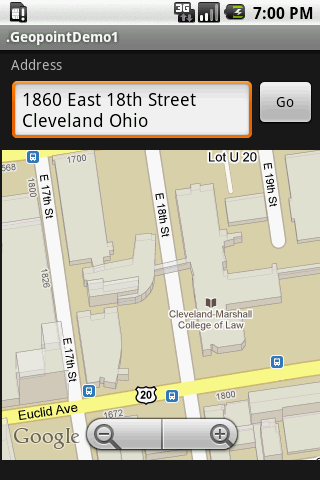 3G
7:00 PM
.GeopointDemo1
Address
1860 East 18th Street
Cleveland Ohio
Go
568
1700
Lot U 20
1800
E 17th St
E 18th St
E 19th St
1826
Cleveland-Marshall
College of Law
E 17th St
20
1800
Euclid Ave
1672
Google